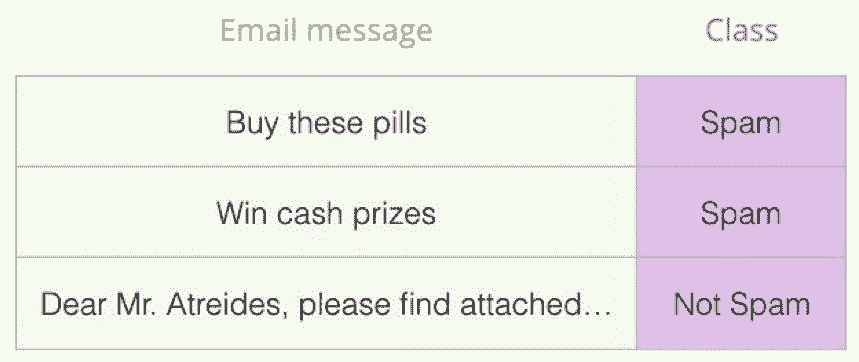 Email message Class
Buy these pills Spam
Win cash prizes Spam
Dear Mr. Atreides, please find attached... Not Spam